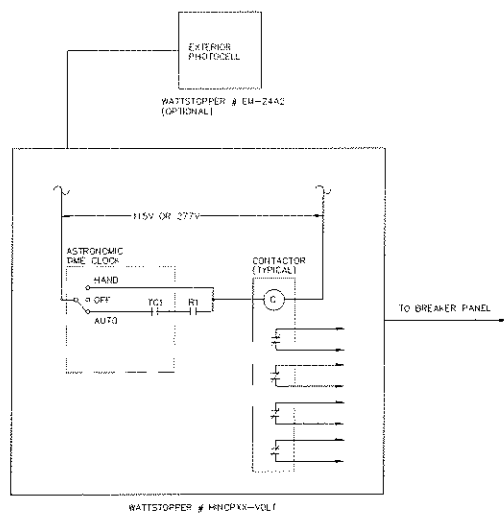 EXTERIOR
PHOTOCELL
WATTSTOPPER # EM-24A2
(OPTIONAL)
115V OR 277V
ASTRONOMIC
TIME CLOCK
CONTACTOR
(TYPICAL)
HAND
OFF
AUTO
TC1
R1
C
TO BREAKER PANEL
WATTSTOPPER # HNCPXX-VOLT